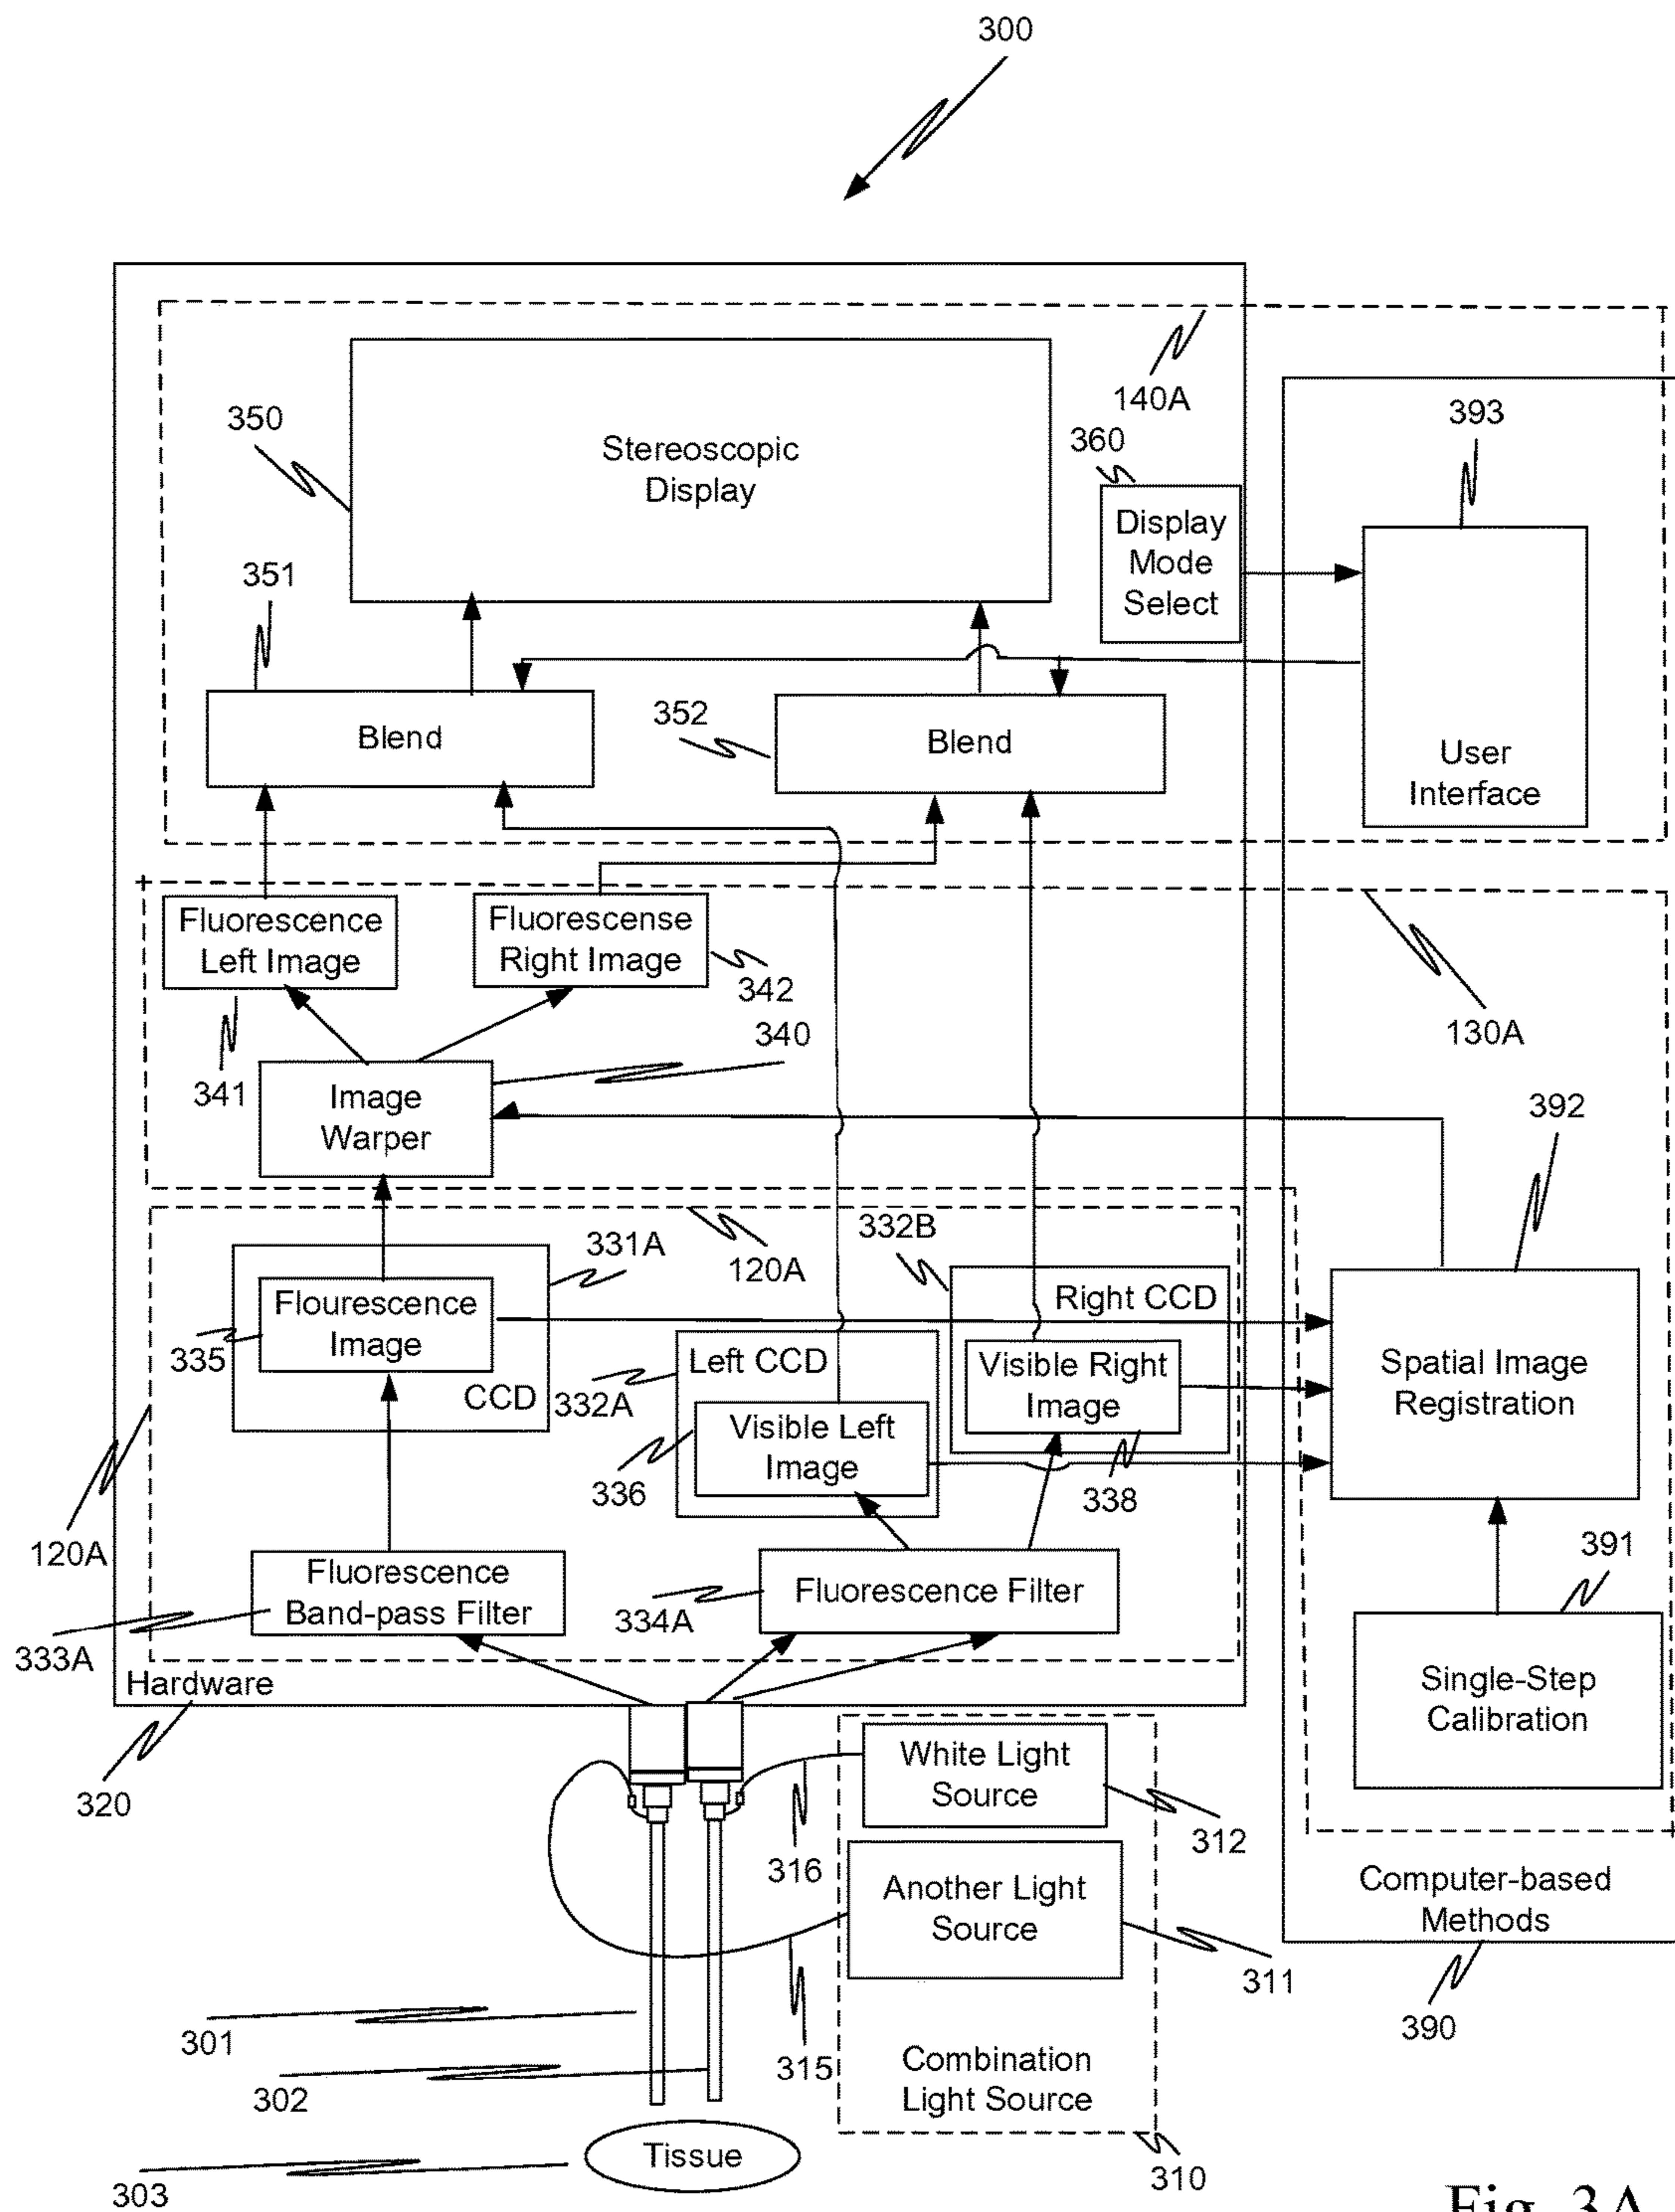 300
140A
350
Stereoscopic
Display
360
Display
Mode
Select
393
User
Interface
351
Blend
352
Blend
Fluorescence
Left Image
Fluorescense
Right Image
342
341
340
130A
Image
Warper
392
331A
120A
332B
Flourescence
Image
335
CCD
Right CCD
Left CCD
332A
Visible Right
Image
Visible Left
Image
336
338
Spatial Image
Registration
120A
391
Fluorescence
Band-pass Filter
Fluorescence Filter
334A
333A
Single-Step
Calibration
Hardware
320
White Light
Source
312
316
Another Light
Source
311
Computer-based
Methods
390
301
302
315
Combination
Light Source
Tissue
303
310
Fig. 3A